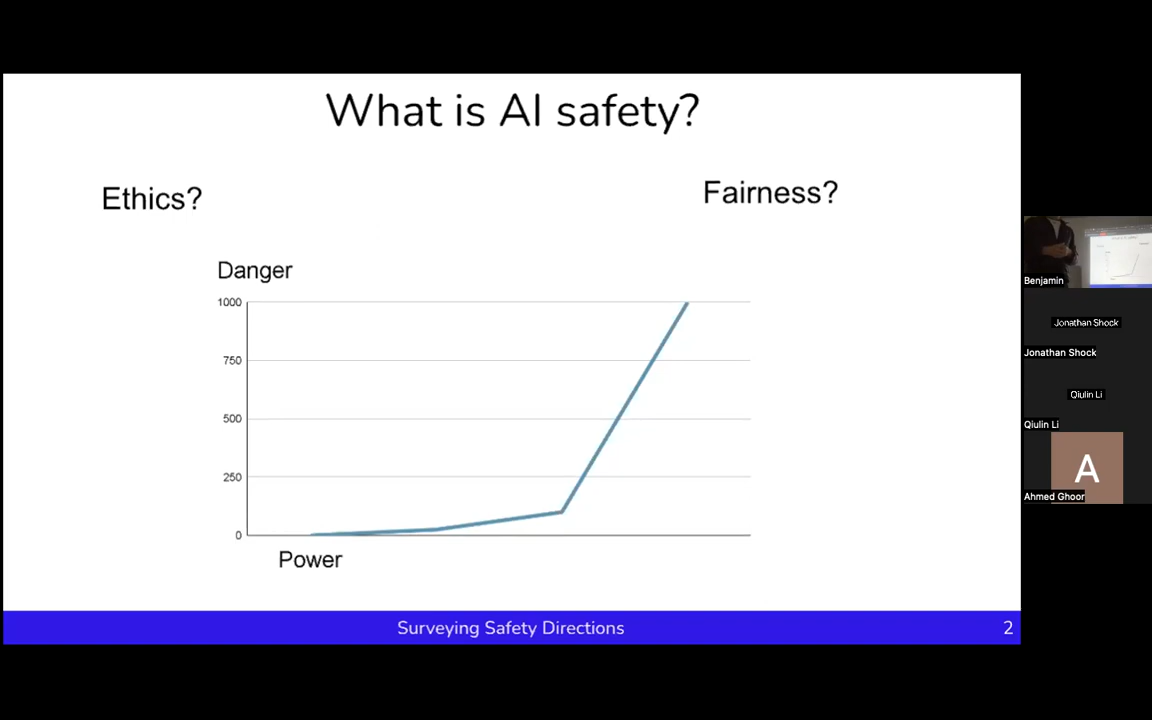 What is AI safety?
Ethics?
Fairness?
Danger
1000
750
500
250
0
Power
Surveying Safety Directions
2
Benjamin
Jonathan Shock
Jonathan Shock
Qiulin Li
Qiulin Li
A
Ahmed Ghoor